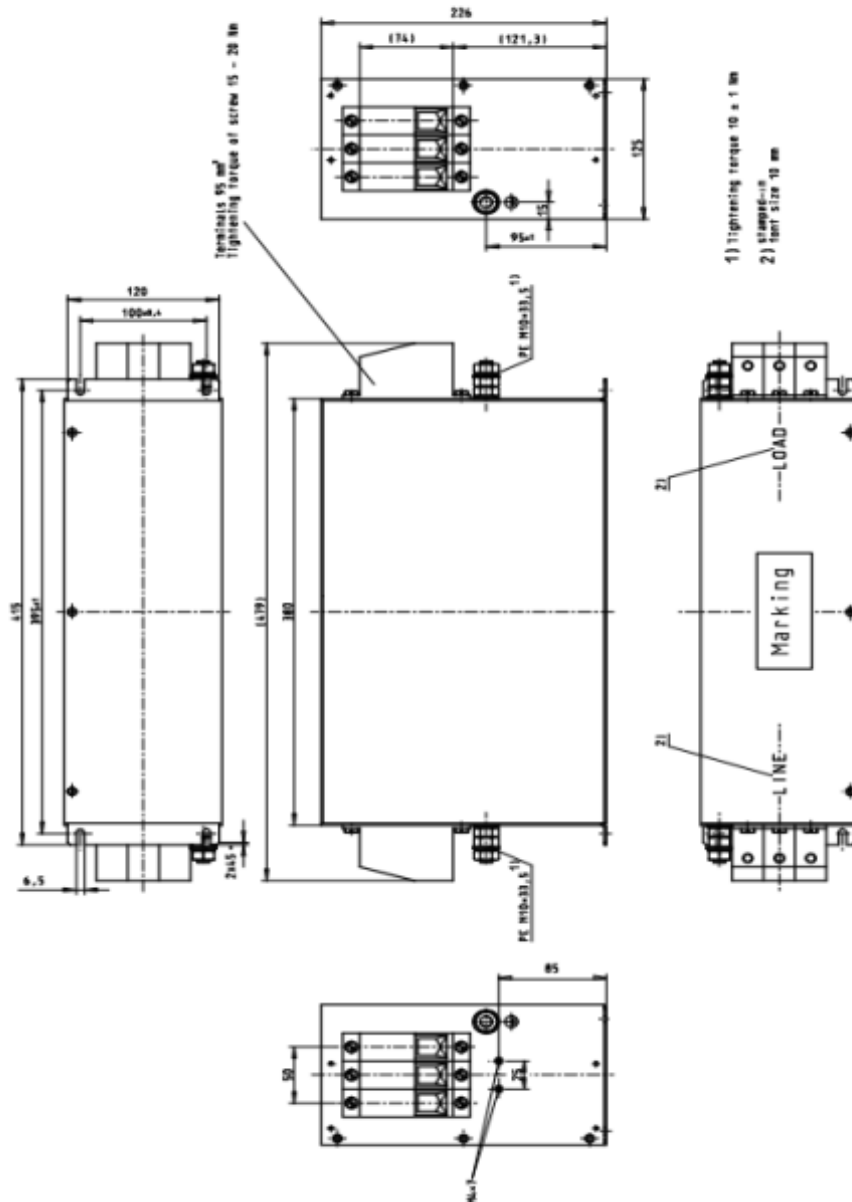 226
(74)
(121,3)
Terminals 95 mm²
Tightening torque of screw 15 - 20 Nm
125
15
95±1
1) Tightening torque 10 ± 1 Nm
2) Stamped-in
font size 10 mm
120
100±0,4
PE M10×33,5 1)
2)
LOAD
415
395±1
(479)
380
Marking
2)
LINE
6,5
2x45°
PE M10×33,5 1)
85
50
25